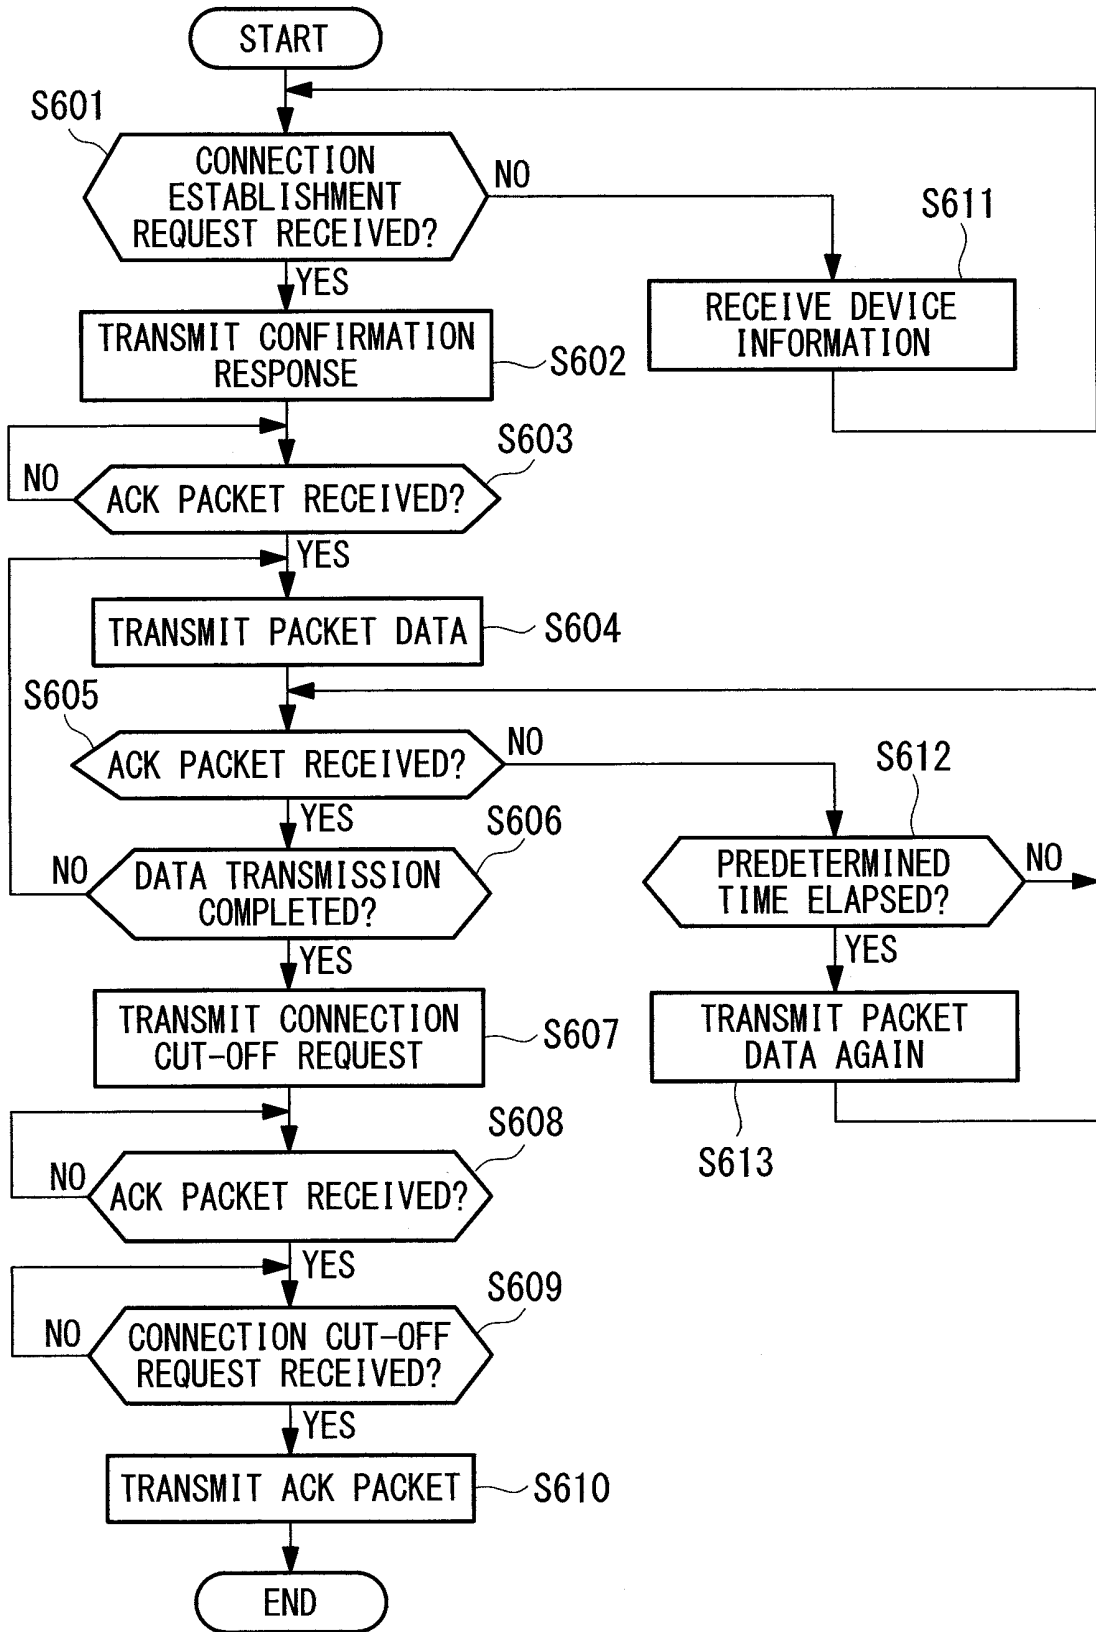 START
S601
CONNECTION
ESTABLISHMENT
REQUEST RECEIVED?
NO
S611
YES
RECEIVE DEVICE
INFORMATION
TRANSMIT CONFIRMATION
RESPONSE
S602
S603
NO
ACK PACKET RECEIVED?
YES
TRANSMIT PACKET DATA
S604
S605
ACK PACKET RECEIVED?
NO
S612
YES
S606
NO
DATA TRANSMISSION
COMPLETED?
PREDETERMINED
TIME ELAPSED?
NO
YES
YES
TRANSMIT CONNECTION
CUT-OFF REQUEST
S607
TRANSMIT PACKET
DATA AGAIN
S608
S613
NO
ACK PACKET RECEIVED?
YES
S609
NO
CONNECTION CUT-OFF
REQUEST RECEIVED?
YES
TRANSMIT ACK PACKET
S610
END